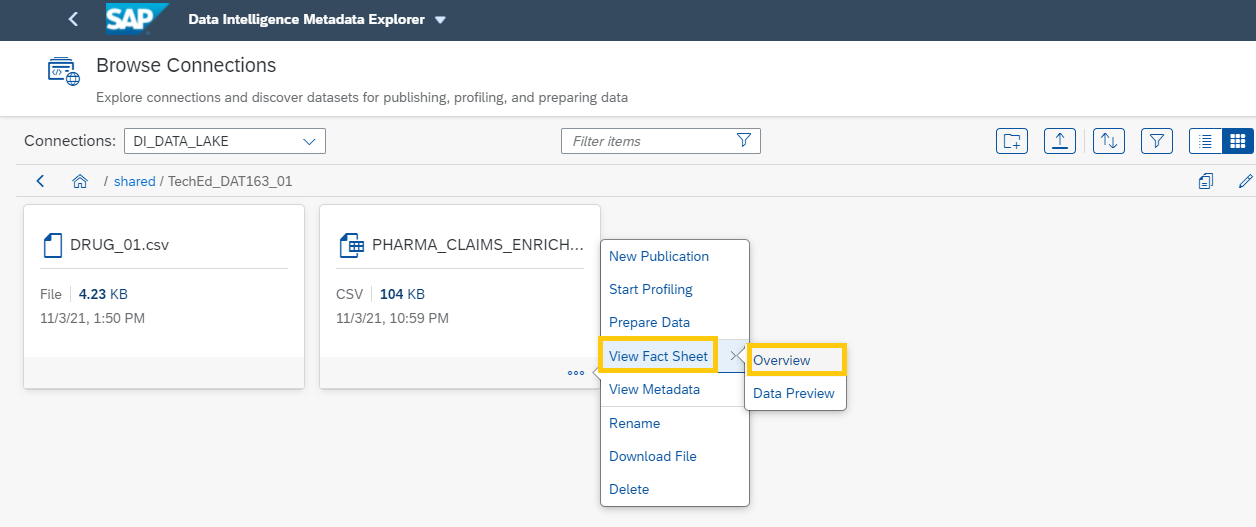 SAP Data Intelligence Metadata Explorer
Browse Connections
Explore connections and discover datasets for publishing, profiling, and preparing data
Connections: DI_DATA_LAKE Filter items
/ shared / TechEd_DAT163_01
DRUG_01.csv
File 4.23 KB
11/3/21, 1:50 PM
PHARMA_CLAIMS_ENRICH...
CSV 104 KB
11/3/21, 10:59 PM
New Publication
Start Profiling
Prepare Data
View Fact Sheet
View Metadata
Rename
Download File
Delete
Overview
Data Preview